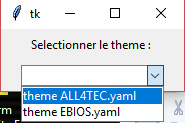 tk
Selectionner le theme :
theme ALL4TEC.yaml
theme EBIOS.yaml